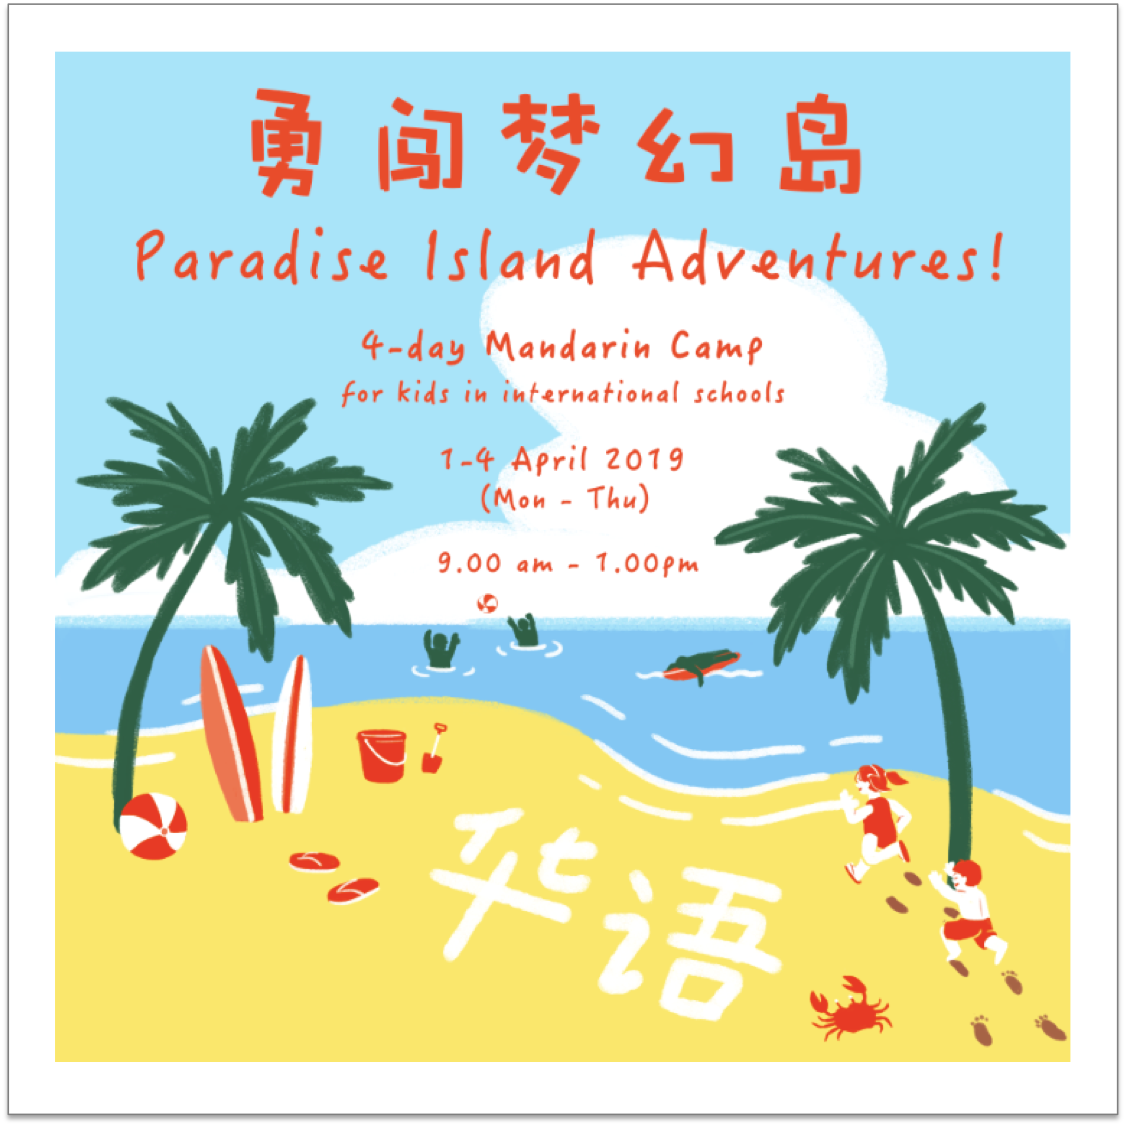 勇闯梦幻岛
Paradise Island Adventures!
4-day Mandarin Camp
for kids in international schools
1-4 April 2019
(Mon - Thu)
9.00 am - 1.00pm
华语